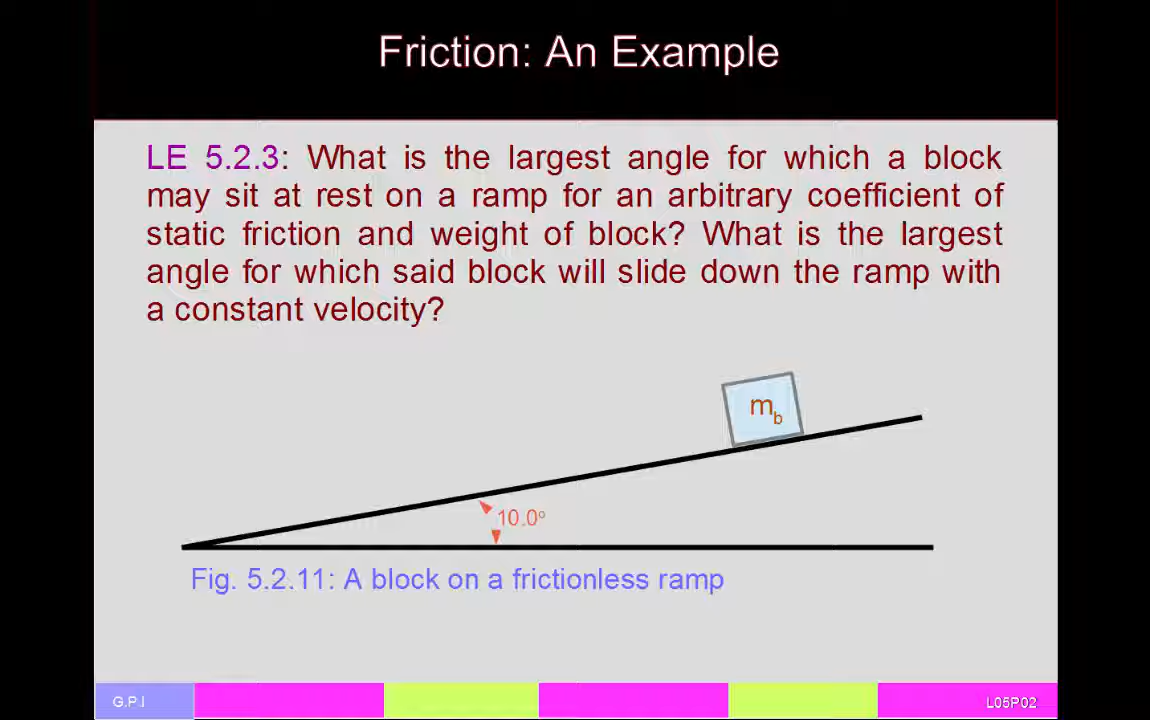 Friction: An Example
LE 5.2.3: What is the largest angle for which a block
may sit at rest on a ramp for an arbitrary coefficient of
static friction and weight of block? What is the largest
angle for which said block will slide down the ramp with
a constant velocity?
mb
10.0°
Fig. 5.2.11: A block on a frictionless ramp
G.P.I
L05P02